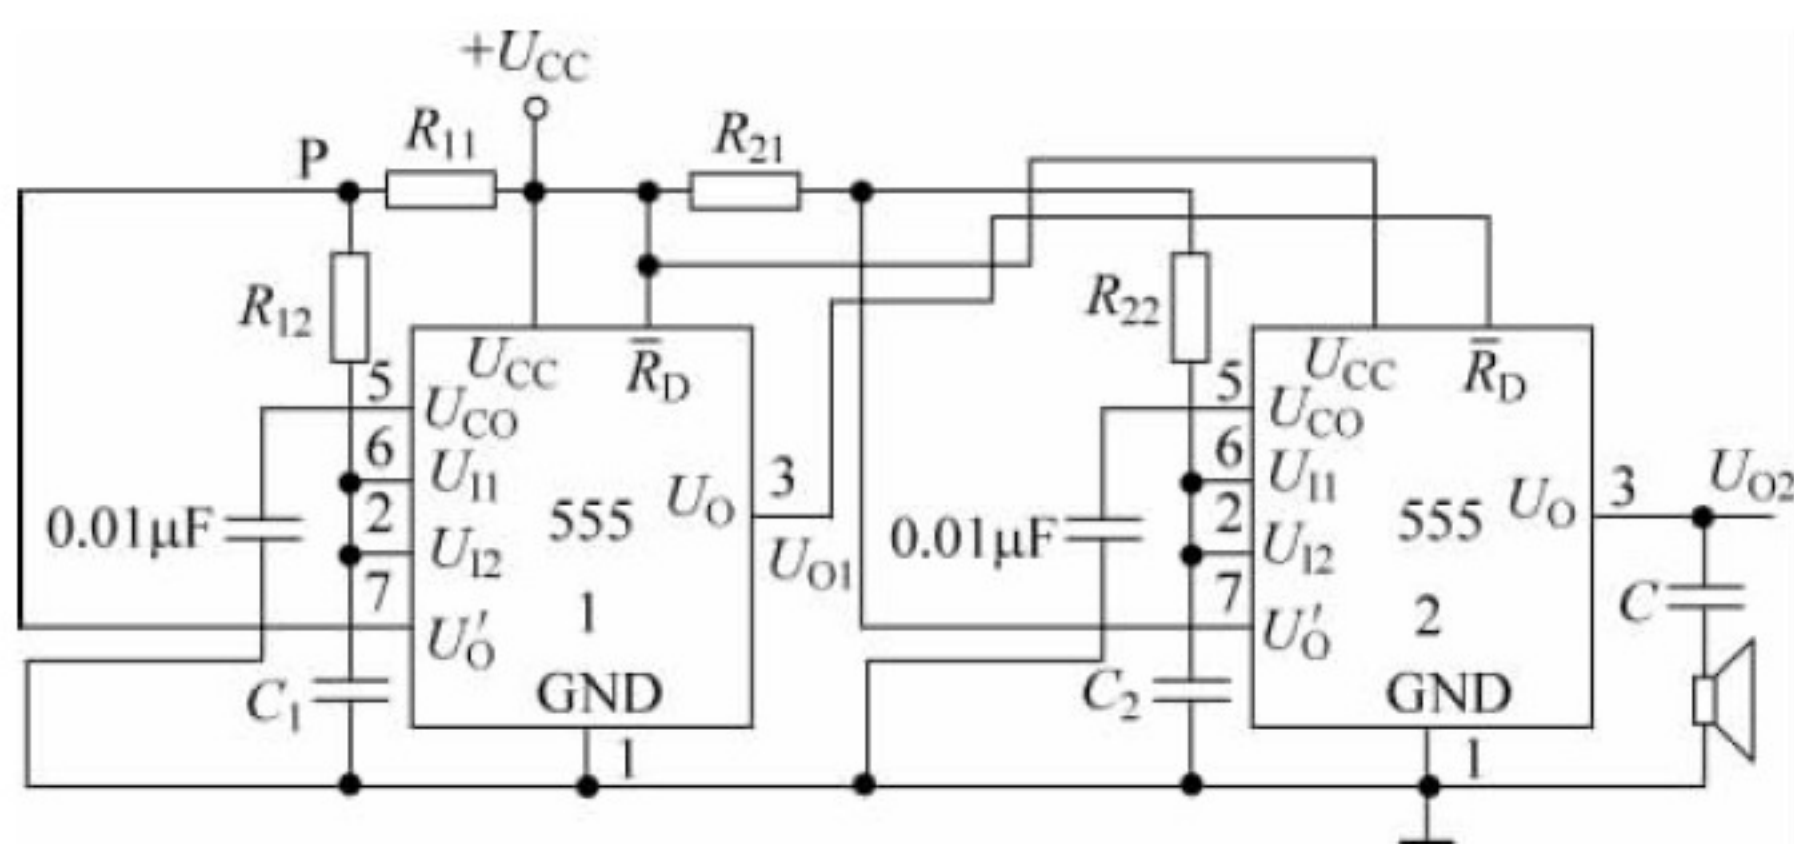 +U_CC
P
R_11
R_21
R_12
R_22
U_CC
R̅_D
U_CC
R̅_D
5
U_CO
5
U_CO
6
U_I1
6
U_I1
2
U_I2
2
U_I2
7
U′_O
7
U′_O
555
1
555
2
U_O
3
U_O1
U_O
3
U_O2
0.01μF
0.01μF
C
C_1
GND
1
C_2
GND
1